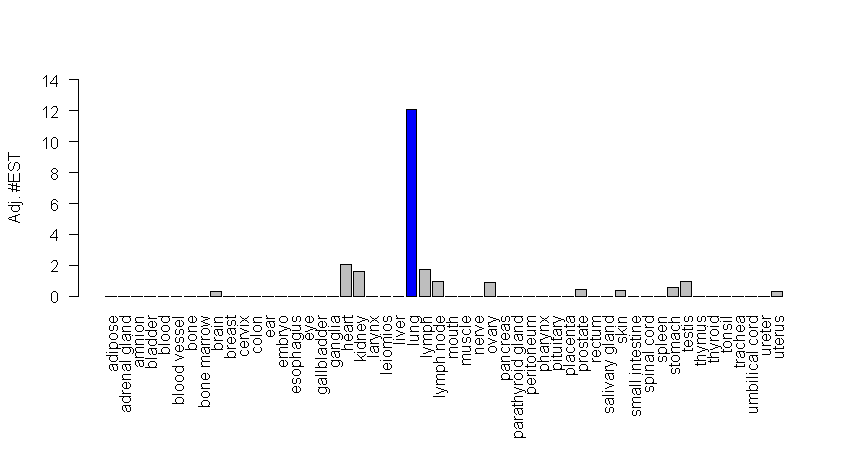 Adj. #EST
14
12
10
8
6
4
2
0
adipose
adrenal gland
amnion
bladder
blood
blood vessel
bone
bone marrow
brain
breast
cervix
colon
ear
embryo
esophagus
eye
gallbladder
ganglia
heart
kidney
larynx
leiomios
liver
lung
lymph
lymph node
mouth
muscle
nerve
ovary
pancreas
parathyroid gland
peritoneum
pharynx
pituitary
placenta
prostate
rectum
salivary gland
skin
small intestine
spinal cord
spleen
stomach
testis
thymus
thyroid
tonsil
trachea
umbilical cord
ureter
uterus